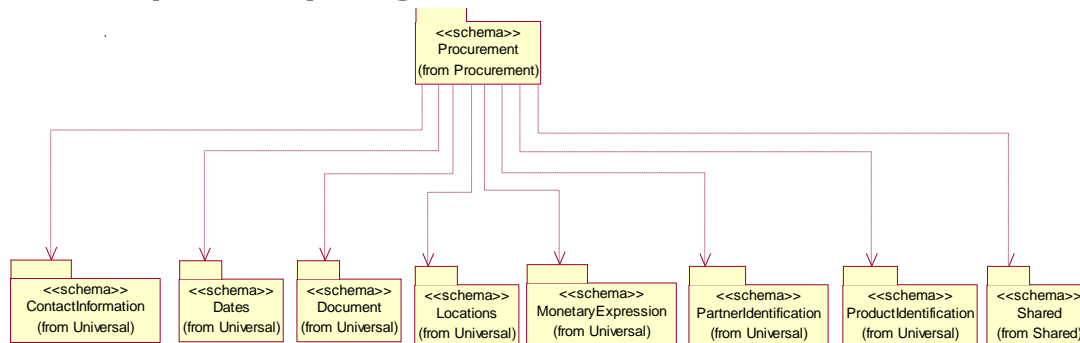 <<schema>>
Procurement
(from Procurement)
<<schema>>
ContactInformation
(from Universal)
<<schema>>
Dates
(from Universal)
<<schema>>
Document
(from Universal)
<<schema>>
Locations
(from Universal)
<<schema>>
MonetaryExpression
(from Universal)
<<schema>>
PartnerIdentification
(from Universal)
<<schema>>
ProductIdentification
(from Universal)
<<schema>>
Shared
(from Shared)